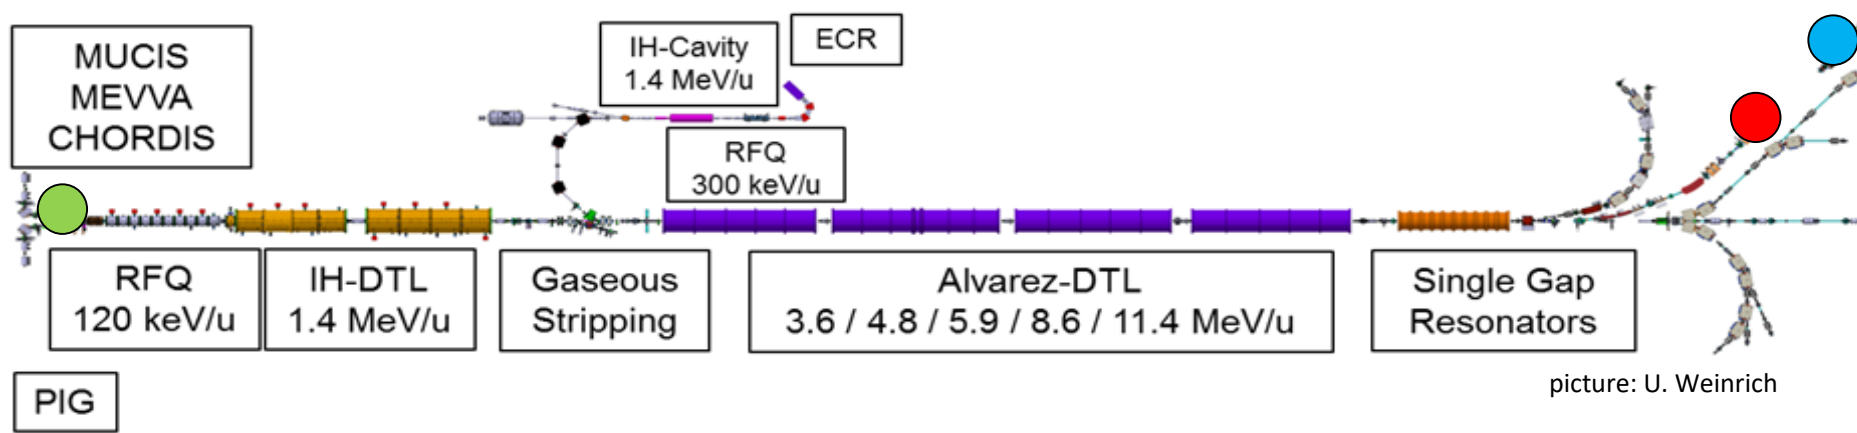 MUCIS
MEVVA
CHORDIS
IH-Cavity
1.4 MeV/u
ECR
RFQ
300 keV/u
RFQ
120 keV/u
IH-DTL
1.4 MeV/u
Gaseous
Stripping
Alvarez-DTL
3.6 / 4.8 / 5.9 / 8.6 / 11.4 MeV/u
Single Gap
Resonators
PIG
picture: U. Weinrich